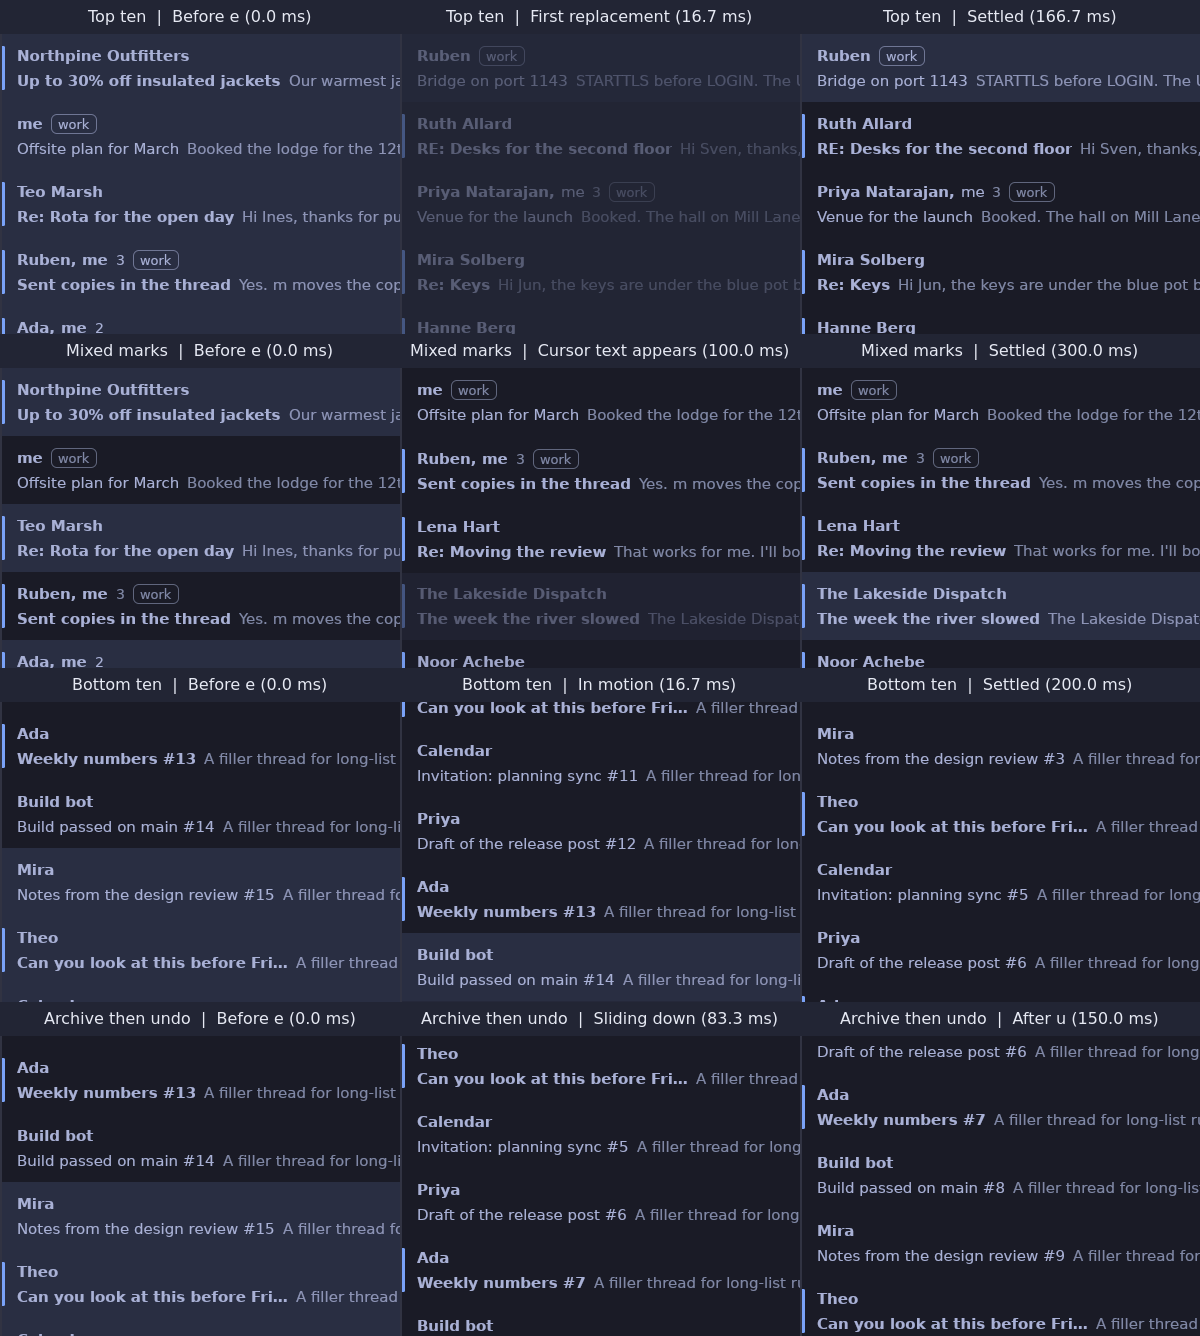 Top ten | Before e (0.0 ms)
Northpine Outfitters
Up to 30% off insulated jackets Our warmest ja
me work
Offsite plan for March Booked the lodge for the 12t
Teo Marsh
Re: Rota for the open day Hi Ines, thanks for pu
Ruben, me 3 work
Sent copies in the thread Yes. m moves the cop
Ada, me 2
Top ten | First replacement (16.7 ms)
Ruben work
Bridge on port 1143 STARTTLS before LOGIN. The U
Ruth Allard
RE: Desks for the second floor Hi Sven, thanks,
Priya Natarajan, me 3 work
Venue for the launch Booked. The hall on Mill Lane
Mira Solberg
Re: Keys Hi Jun, the keys are under the blue pot b
Hanne Berg
Top ten | Settled (166.7 ms)
Ruben work
Bridge on port 1143 STARTTLS before LOGIN. The U
Ruth Allard
RE: Desks for the second floor Hi Sven, thanks,
Priya Natarajan, me 3 work
Venue for the launch Booked. The hall on Mill Lane
Mira Solberg
Re: Keys Hi Jun, the keys are under the blue pot b
Hanne Berg
Mixed marks | Before e (0.0 ms)
Northpine Outfitters
Up to 30% off insulated jackets Our warmest ja
me work
Offsite plan for March Booked the lodge for the 12t
Teo Marsh
Re: Rota for the open day Hi Ines, thanks for pu
Ruben, me 3 work
Sent copies in the thread Yes. m moves the cop
Ada, me 2
Mixed marks | Cursor text appears (100.0 ms)
me work
Offsite plan for March Booked the lodge for the 12t
Ruben, me 3 work
Sent copies in the thread Yes. m moves the cop
Lena Hart
Re: Moving the review That works for me. I'll bo
The Lakeside Dispatch
The week the river slowed The Lakeside Dispat
Noor Achebe
Mixed marks | Settled (300.0 ms)
me work
Offsite plan for March Booked the lodge for the 12t
Ruben, me 3 work
Sent copies in the thread Yes. m moves the cop
Lena Hart
Re: Moving the review That works for me. I'll bo
The Lakeside Dispatch
The week the river slowed The Lakeside Dispat
Noor Achebe
Bottom ten | Before e (0.0 ms)
Ada
Weekly numbers #13 A filler thread for long-list
Build bot
Build passed on main #14 A filler thread for long-li
Mira
Notes from the design review #15 A filler thread fo
Theo
Can you look at this before Fri… A filler thread
Bottom ten | In motion (16.7 ms)
Can you look at this before Fri… A filler thread
Calendar
Invitation: planning sync #11 A filler thread for lon
Priya
Draft of the release post #12 A filler thread for lon
Ada
Weekly numbers #13 A filler thread for long-list
Build bot
Build passed on main #14 A filler thread for long-li
Bottom ten | Settled (200.0 ms)
Mira
Notes from the design review #3 A filler thread for
Theo
Can you look at this before Fri… A filler thread
Calendar
Invitation: planning sync #5 A filler thread for long
Priya
Draft of the release post #6 A filler thread for long
Archive then undo | Before e (0.0 ms)
Ada
Weekly numbers #13 A filler thread for long-list
Build bot
Build passed on main #14 A filler thread for long-li
Mira
Notes from the design review #15 A filler thread fo
Theo
Can you look at this before Fri… A filler thread
Archive then undo | Sliding down (83.3 ms)
Theo
Can you look at this before Fri… A filler thread
Calendar
Invitation: planning sync #5 A filler thread for long
Priya
Draft of the release post #6 A filler thread for long
Ada
Weekly numbers #7 A filler thread for long-list ru
Build bot
Archive then undo | After u (150.0 ms)
Draft of the release post #6 A filler thread for long
Ada
Weekly numbers #7 A filler thread for long-list ru
Build bot
Build passed on main #8 A filler thread for long-lis
Mira
Notes from the design review #9 A filler thread for
Theo
Can you look at this before Fri… A filler thread